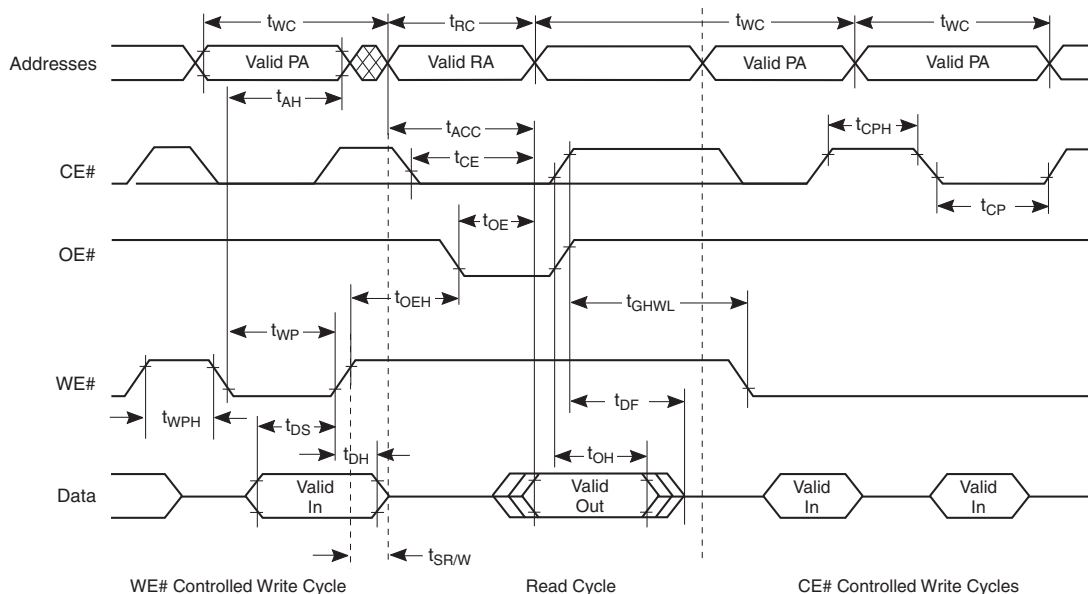 tWC tRC tWC tWC
Addresses Valid PA Valid RA Valid PA Valid PA
tAH
tACC tCPH
CE# tCE
tCP
tOE
OE#
tOEH tGHWL
tWP
WE#
tWPH tDS tDF
tDH tOH
Data Valid In Valid Out Valid In Valid In
tSR/W
WE# Controlled Write Cycle Read Cycle CE# Controlled Write Cycles